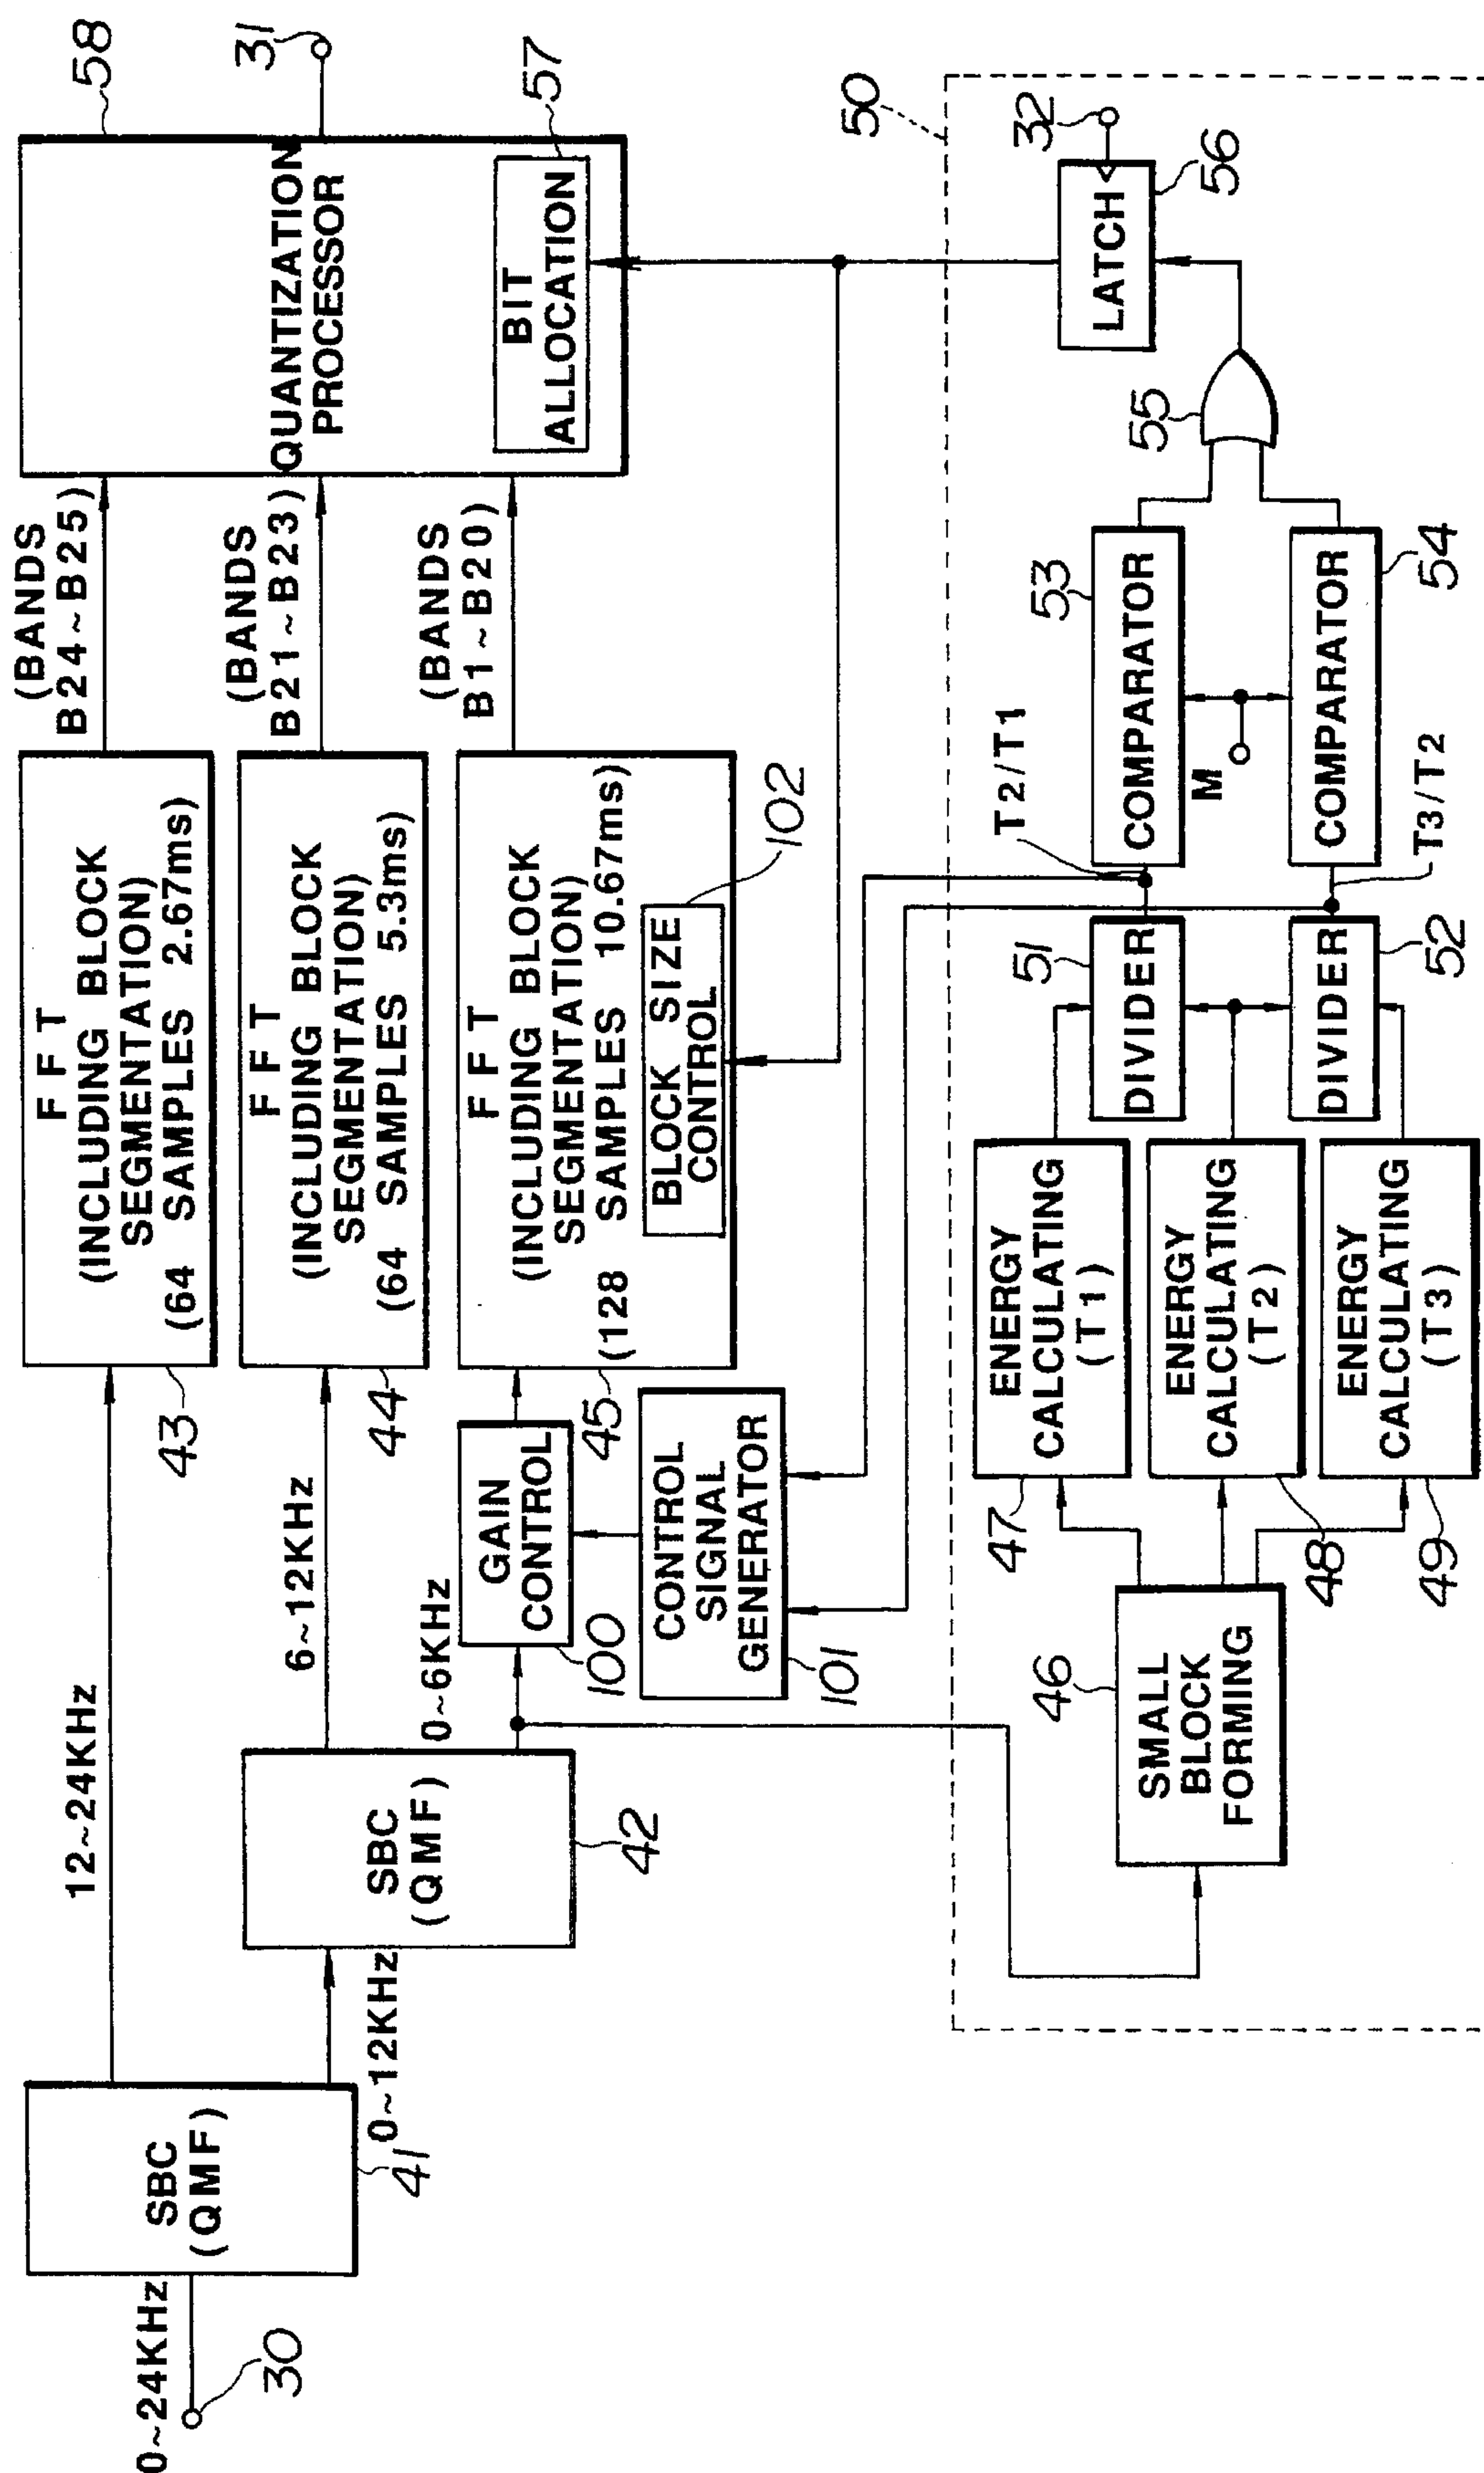 0~24KHz
30
SBC
(QMF)
41
12~24KHz
0~12KHz
SBC
(QMF)
42
6~12KHz
0~6KHz
GAIN
CONTROL
100
CONTROL
SIGNAL
GENERATOR
101
FFT
(INCLUDING BLOCK
SEGMENTATION)
(64 SAMPLES 2.67ms)
43
FFT
(INCLUDING BLOCK
SEGMENTATION)
(64 SAMPLES 5.3ms)
44
FFT
(INCLUDING BLOCK
SEGMENTATION)
(128 SAMPLES 10.67ms)
45
BLOCK SIZE
CONTROL
102
(BANDS
B24~B25)
(BANDS
B21~B23)
(BANDS
B1~B20)
QUANTIZATION
PROCESSOR
58
BIT
ALLOCATION
57
31
50
SMALL
BLOCK
FORMING
46
ENERGY
CALCULATING
(T1)
47
ENERGY
CALCULATING
(T2)
48
ENERGY
CALCULATING
(T3)
49
DIVIDER
51
DIVIDER
52
T2/T1
T3/T2
COMPARATOR
53
M
COMPARATOR
54
55
LATCH
56
32